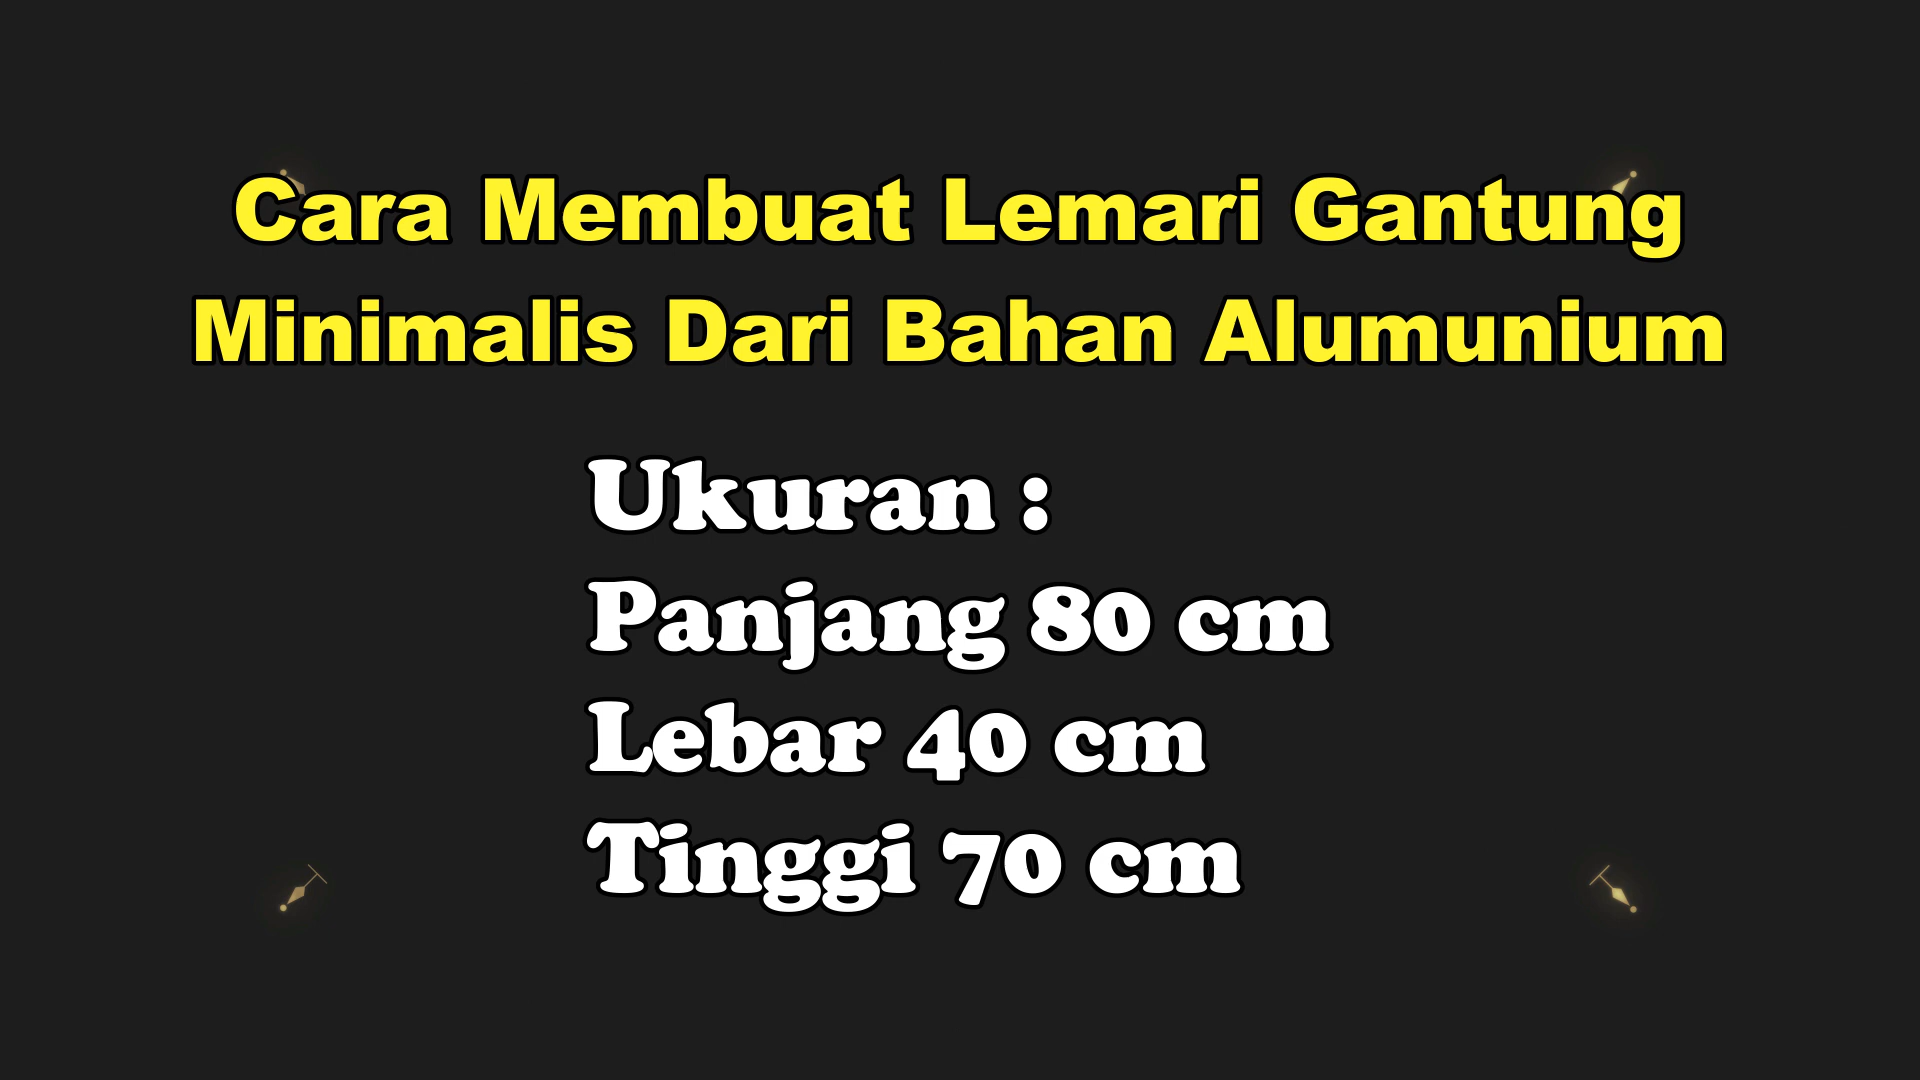 Cara Membuat Lemari Gantung
Minimalis Dari Bahan Alumunium
Ukuran :
Panjang 80 cm
Lebar 40 cm
Tinggi 70 cm